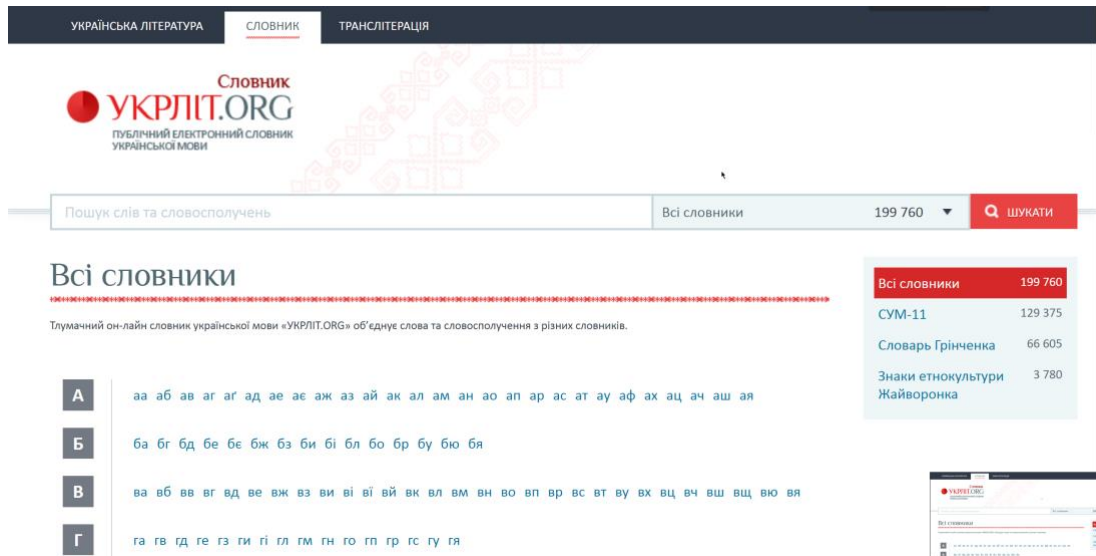 УКРАЇНСЬКА ЛІТЕРАТУРА СЛОВНИК ТРАНСЛІТЕРАЦІЯ
Словник
УКРЛІТ.ORG
ПУБЛІЧНИЙ ЕЛЕКТРОННИЙ СЛОВНИК
УКРАЇНСЬКОЇ МОВИ
Пошук слів та словосполучень Всі словники 199 760 ШУКАТИ
Всі словники
Тлумачний он-лайн словник української мови «УКРЛІТ.ORG» об’єднує слова та словосполучення з різних словників.
А аа аб ав аг аґ ад ае ає аж аз ай ак ал ам ан ао ап ар ас ат ау аф ах ац ач аш ая
Б ба бг бд бе бє бж бз би бі бл бо бр бу бю бя
В ва вб вв вг вд ве вж вз ви ві вї вй вк вл вм вн во вп вр вс вт ву вх вц вч вш вщ вю вя
Г га гв гд ге гз ги гі гл гм гн го гп гр гс гу гя
Всі словники 199 760
СУМ-11 129 375
Словарь Грінченка 66 605
Знаки етнокультури 3 780
Жайворонка